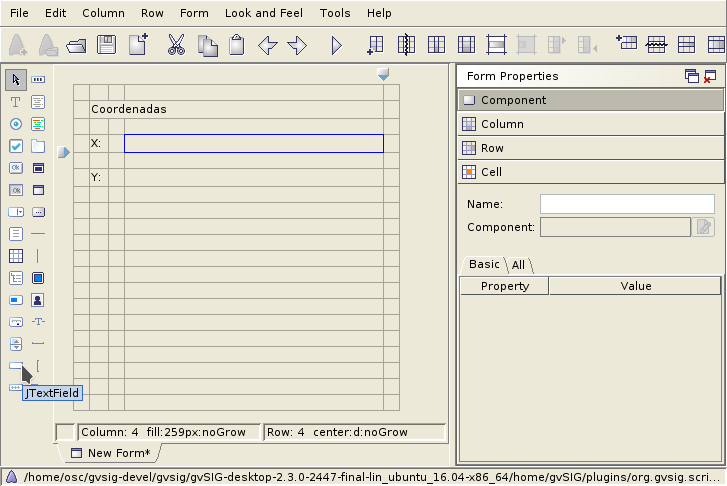 File Edit Column Row Form Look and Feel Tools Help
Form Properties
Component
Column
Row
Cell
Name:
Component:
Basic All
Property Value
Coordenadas
X:
Y:
T
Ok
Ok
-T-
JTextField
Column: 4 fill:259px:noGrow Row: 4 center:d:noGrow
New Form*
/home/osc/gvsig-devel/gvsig/gvSIG-desktop-2.3.0-2447-final-lin_ubuntu_16.04-x86_64/home/gvSIG/plugins/org.gvsig.scri...